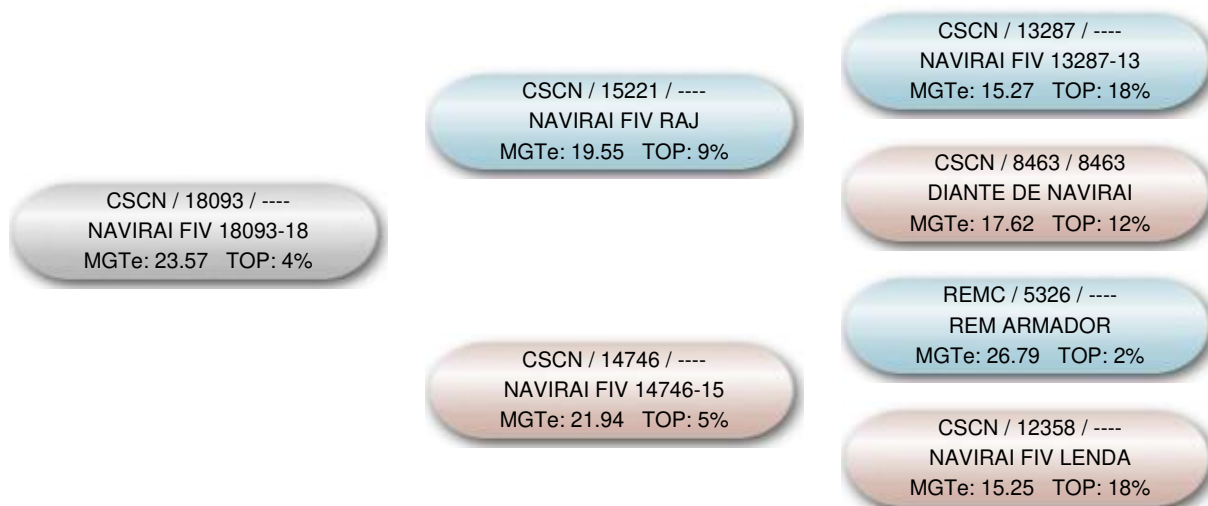 CSCN / 18093 / ----
NAVIRAI FIV 18093-18
MGTe: 23.57 TOP: 4%
CSCN / 15221 / ----
NAVIRAI FIV RAJ
MGTe: 19.55 TOP: 9%
CSCN / 14746 / ----
NAVIRAI FIV 14746-15
MGTe: 21.94 TOP: 5%
CSCN / 13287 / ----
NAVIRAI FIV 13287-13
MGTe: 15.27 TOP: 18%
CSCN / 8463 / 8463
DIANTE DE NAVIRAI
MGTe: 17.62 TOP: 12%
REMC / 5326 / ----
REM ARMADOR
MGTe: 26.79 TOP: 2%
CSCN / 12358 / ----
NAVIRAI FIV LENDA
MGTe: 15.25 TOP: 18%